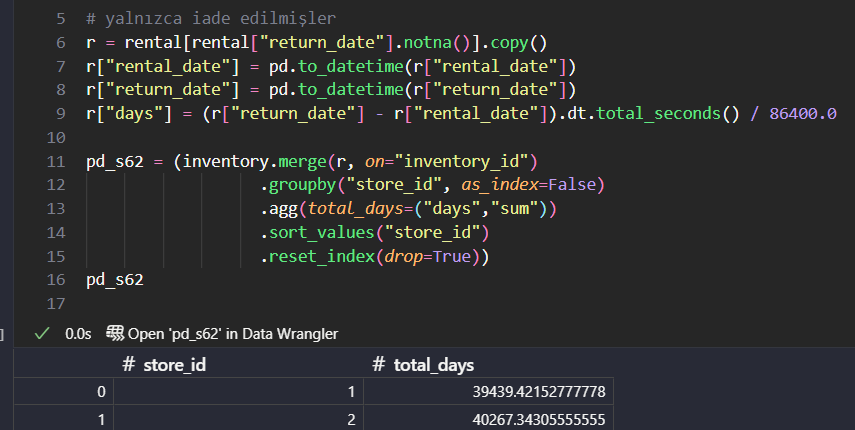 5 # yalnızca iade edilmişler
6 r = rental[rental["return_date"].notna()].copy()
7 r["rental_date"] = pd.to_datetime(r["rental_date"])
8 r["return_date"] = pd.to_datetime(r["return_date"])
9 r["days"] = (r["return_date"] - r["rental_date"]).dt.total_seconds() / 86400.0
10
11 pd_s62 = (inventory.merge(r, on="inventory_id")
12 .groupby("store_id", as_index=False)
13 .agg(total_days=("days","sum"))
14 .sort_values("store_id")
15 .reset_index(drop=True))
16 pd_s62
17
] ✓ 0.0s Open 'pd_s62' in Data Wrangler
# store_id # total_days
0 1 39439.42152777778
1 2 40267.34305555555